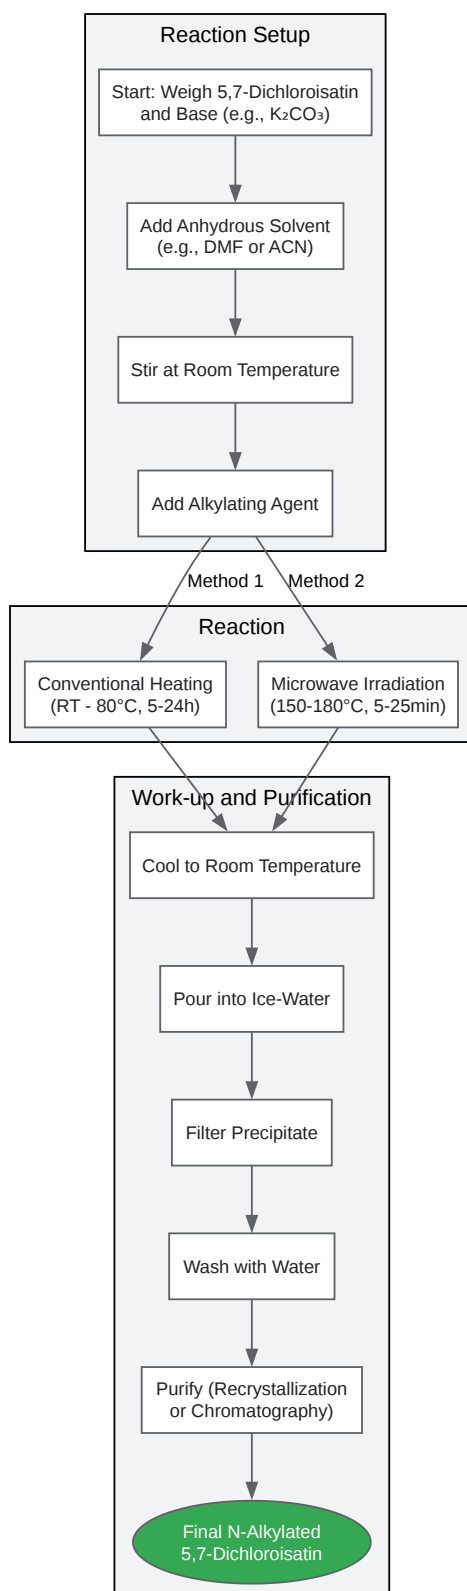 Reaction Setup
Start: Weigh 5,7-Dichloroisatin
and Base (e.g., K₂CO₃)
Add Anhydrous Solvent
(e.g., DMF or ACN)
Stir at Room Temperature
Add Alkylating Agent
Method 1
Method 2
Reaction
Conventional Heating
(RT - 80°C, 5-24h)
Microwave Irradiation
(150-180°C, 5-25min)
Work-up and Purification
Cool to Room Temperature
Pour into Ice-Water
Filter Precipitate
Wash with Water
Purify (Recrystallization
or Chromatography)
Final N-Alkylated
5,7-Dichloroisatin